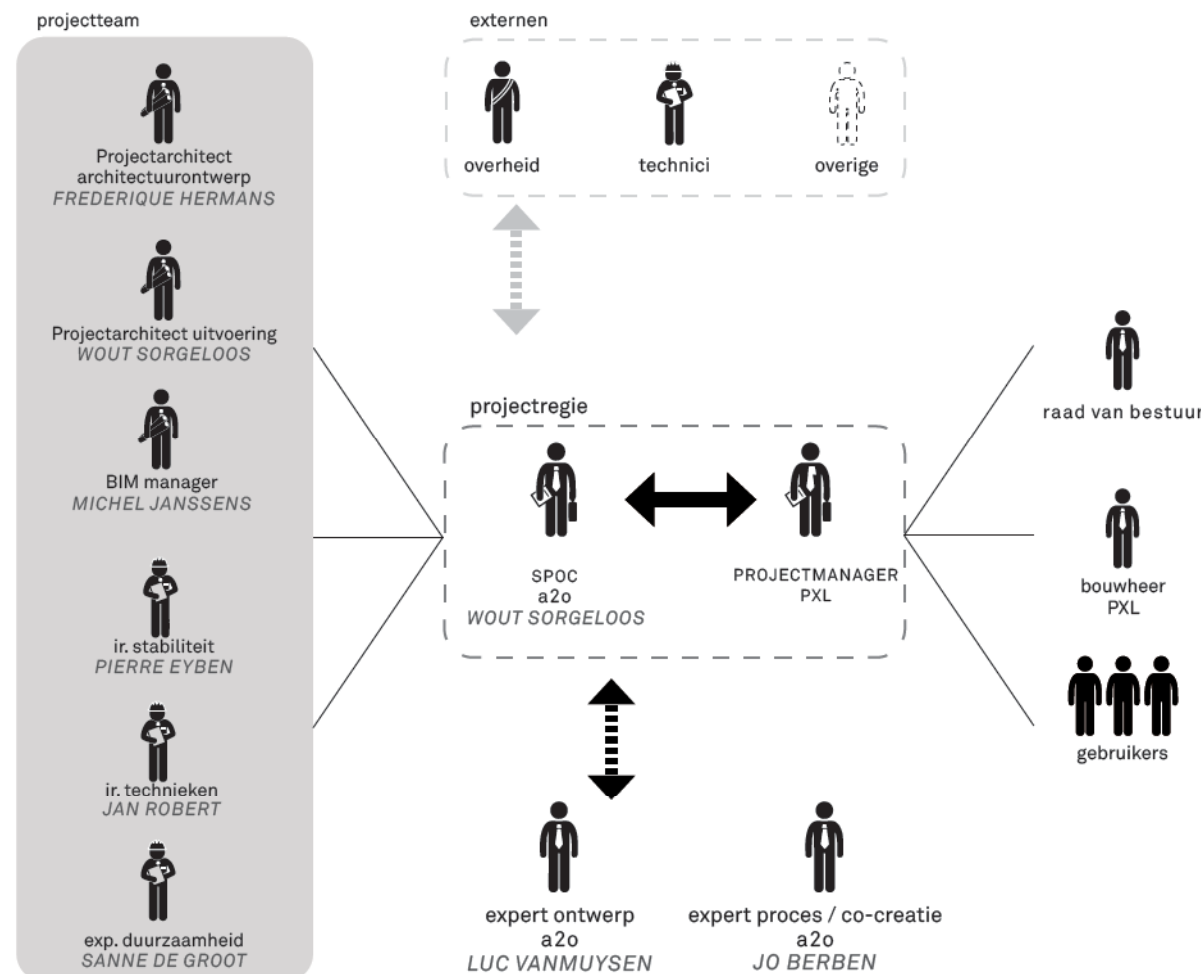 projectteam
Projectarchitect
architectuurontwerp
FREDERIQUE HERMANS
Projectarchitect uitvoering
WOUT SORGELOOS
BIM manager
MICHEL JANSSENS
ir. stabiliteit
PIERRE EYBEN
ir. technieken
JAN ROBERT
exp. duurzaamheid
SANNE DE GROOT
externen
overheid
technici
overige
projectregie
SPOC
a2o
WOUT SORGELOOS
PROJECTMANAGER
PXL
expert ontwerp
a2o
LUC VANMUYSEN
expert proces / co-creatie
a2o
JO BERBEN
raad van bestuur
bouwheer
PXL
gebruikers